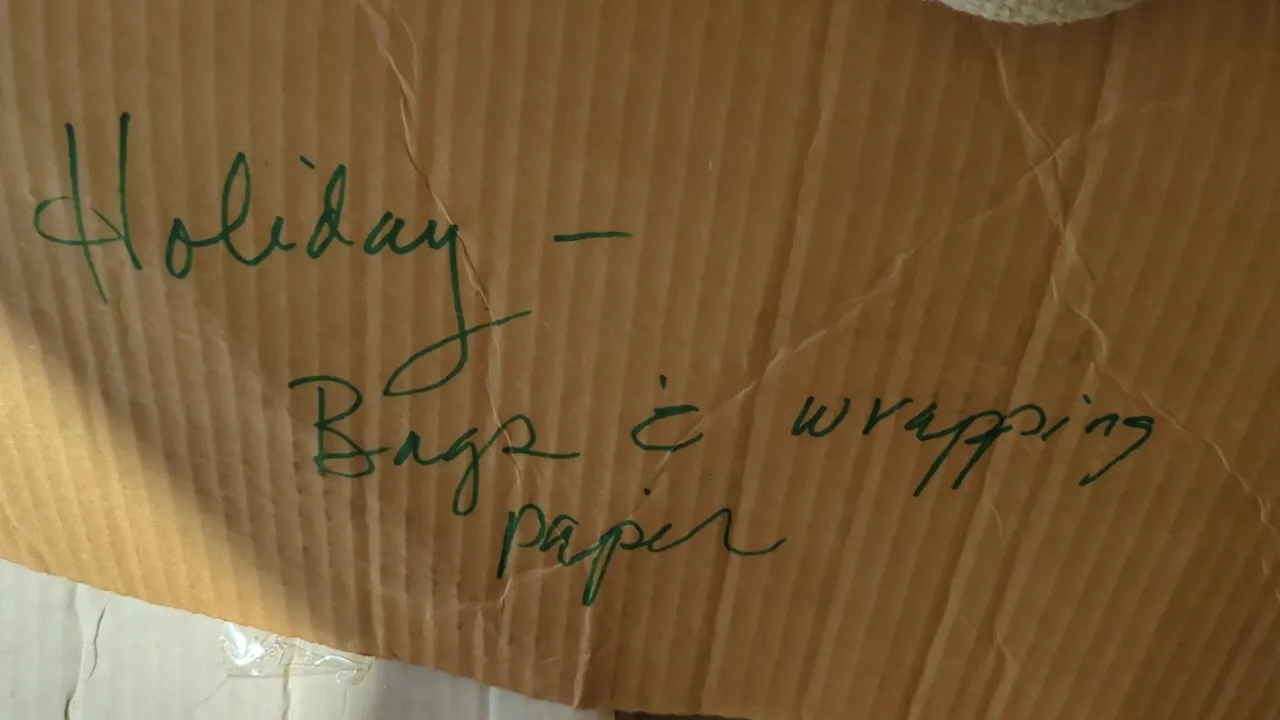 Holiday —
Bags & wrapping
paper